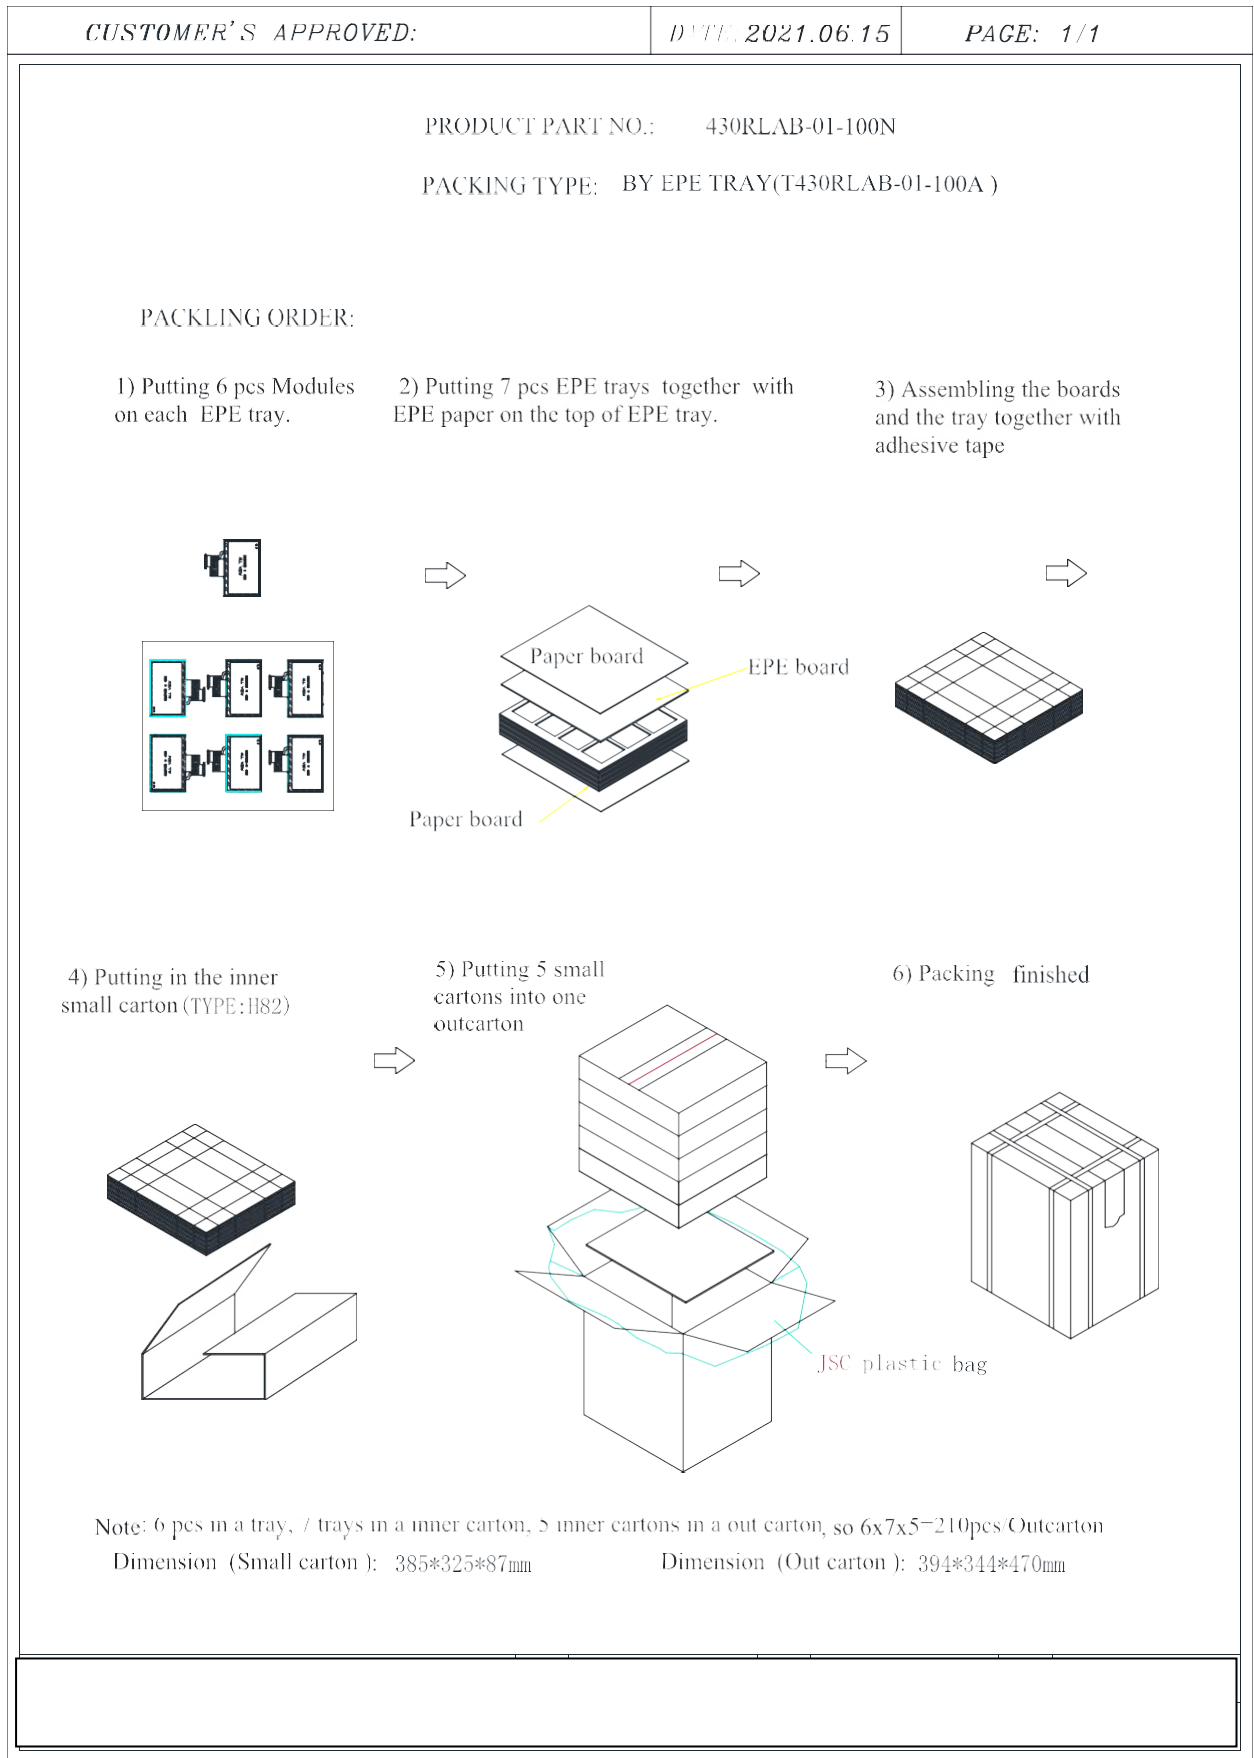 CUSTOMER'S APPROVED:
DATE 2021.06.15
PAGE: 1/1
PRODUCT PART NO.: 430RLAB-01-100N
PACKING TYPE: BY EPE TRAY(T430RLAB-01-100A )
PACKLING ORDER:
1) Putting 6 pcs Modules
on each EPE tray.
2) Putting 7 pcs EPE trays together with
EPE paper on the top of EPE tray.
3) Assembling the boards
and the tray together with
adhesive tape
Paper board
EPE board
Paper board
4) Putting in the inner
small carton (TYPE:H82)
5) Putting 5 small
cartons into one
outcarton
6) Packing finished
JSC plastic bag
Note: 6 pcs in a tray, 7 trays in a inner carton, 5 inner cartons in a out carton, so 6x7x5=210pcs/Outcarton
Dimension (Small carton ): 385*325*87mm
Dimension (Out carton ): 394*344*470mm